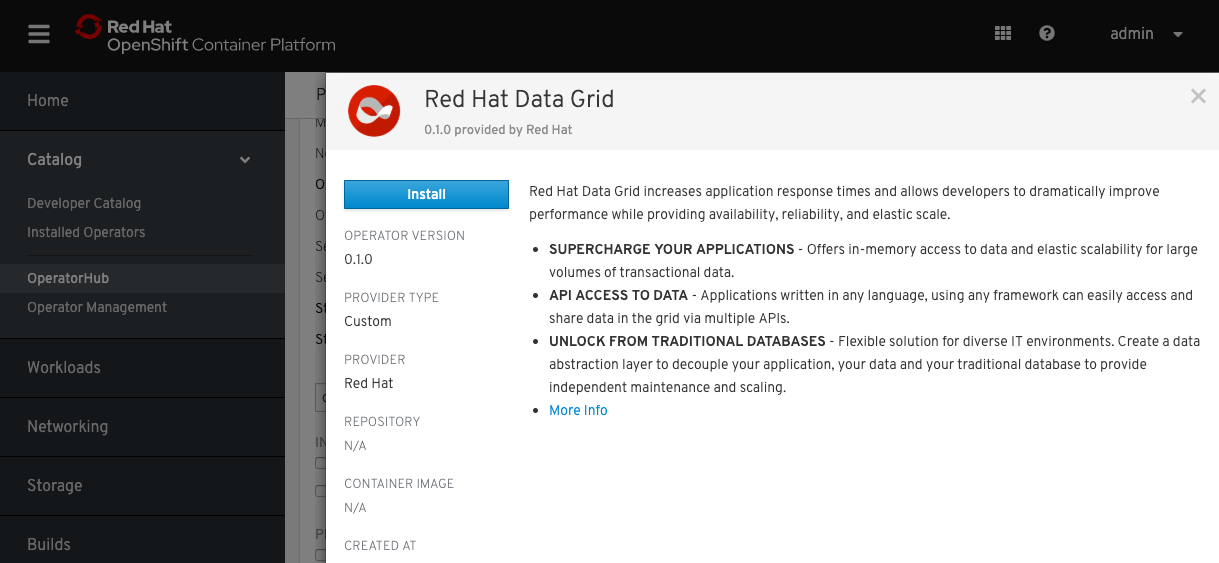 Red Hat
OpenShift Container Platform
admin
Home
Catalog
Developer Catalog
Installed Operators
OperatorHub
Operator Management
Workloads
Networking
Storage
Builds
Red Hat Data Grid
0.1.0 provided by Red Hat
Install
OPERATOR VERSION
0.1.0
PROVIDER TYPE
Custom
PROVIDER
Red Hat
REPOSITORY
N/A
CONTAINER IMAGE
N/A
CREATED AT
Red Hat Data Grid increases application response times and allows developers to dramatically improve
performance while providing availability, reliability, and elastic scale.
• SUPERCHARGE YOUR APPLICATIONS - Offers in-memory access to data and elastic scalability for large
volumes of transactional data.
• API ACCESS TO DATA - Applications written in any language, using any framework can easily access and
share data in the grid via multiple APIs.
• UNLOCK FROM TRADITIONAL DATABASES - Flexible solution for diverse IT environments. Create a data
abstraction layer to decouple your application, your data and your traditional database to provide
independent maintenance and scaling.
• More Info